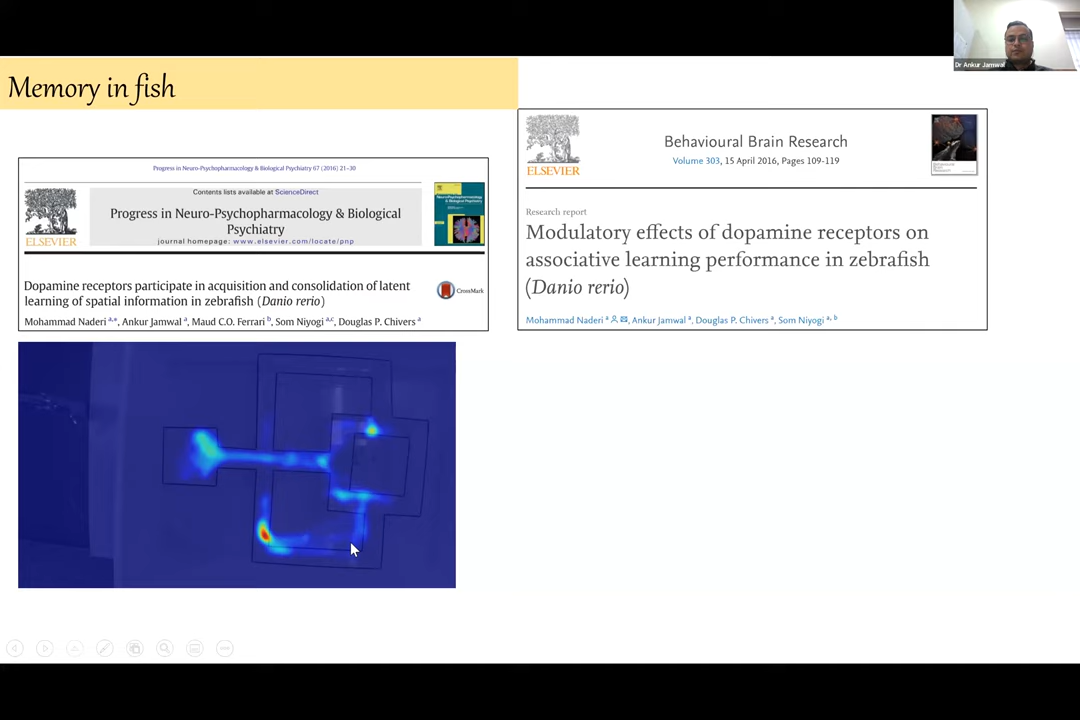 Dr Ankur Jamwal
Memory in fish
Progress in Neuro-Psychopharmacology & Biological Psychiatry 67 (2016) 21–30
Contents lists available at ScienceDirect
Progress in Neuro-Psychopharmacology & Biological
Psychiatry
journal homepage: www.elsevier.com/locate/pnp
ELSEVIER
Dopamine receptors participate in acquisition and consolidation of latent
learning of spatial information in zebrafish (Danio rerio)
CrossMark
Mohammad Naderi a,*, Ankur Jamwal a, Maud C.O. Ferrari b, Som Niyogi a,c, Douglas P. Chivers a
ELSEVIER
Behavioural Brain Research
Volume 303, 15 April 2016, Pages 109-119
Research report
Modulatory effects of dopamine receptors on
associative learning performance in zebrafish
(Danio rerio)
Mohammad Naderi a, Ankur Jamwal a, Douglas P. Chivers a, Som Niyogi a, b